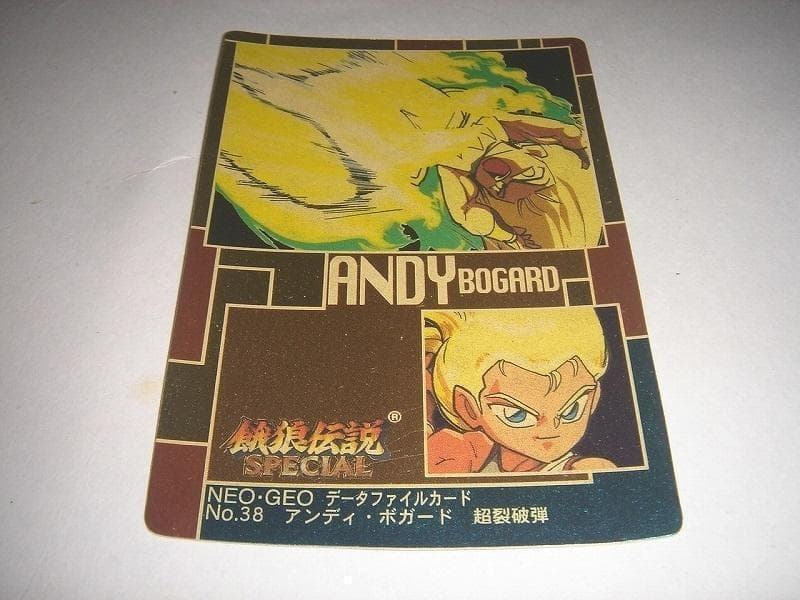 ANDY BOGARD
餓狼伝説®
SPECIAL
NEO・GEO データファイルカード
No.38 アンディ・ボガード 超裂破弾